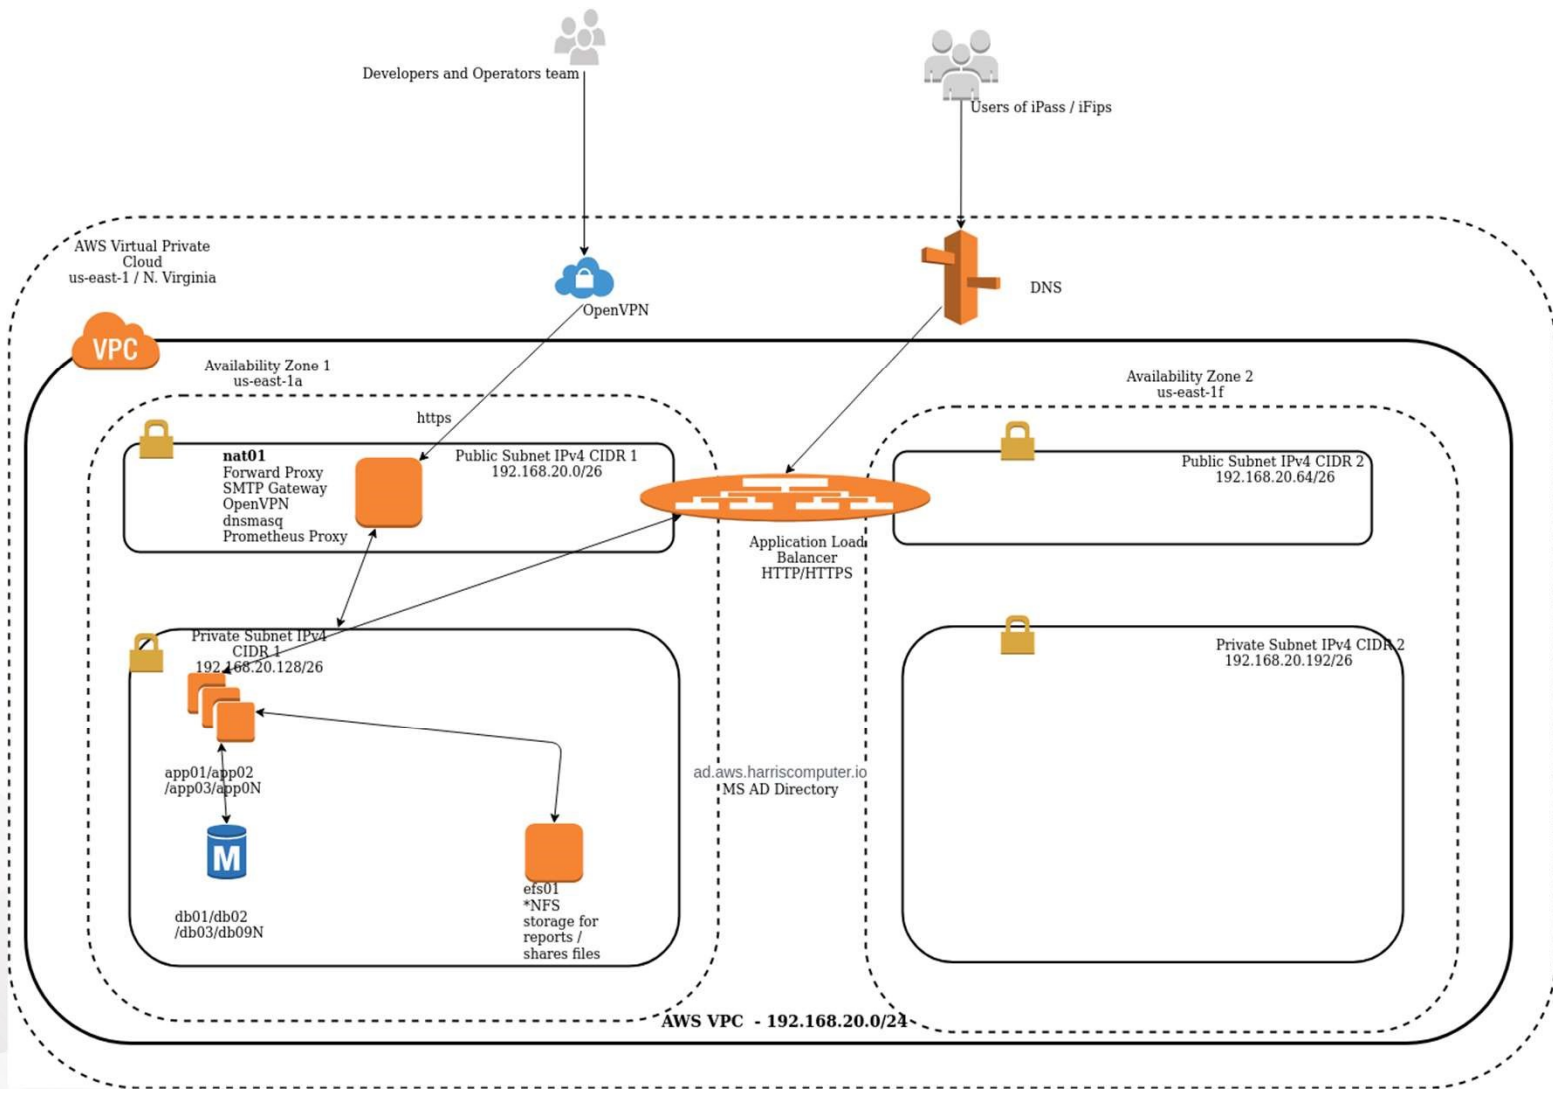 Developers and Operators team
Users of iPass / iFips
AWS Virtual Private
Cloud
us-east-1 / N. Virginia
OpenVPN
DNS
VPC
Availability Zone 1
us-east-1a
Availability Zone 2
us-east-1f
https
nat01
Forward Proxy
SMTP Gateway
OpenVPN
dnsmasq
Prometheus Proxy
Public Subnet IPv4 CIDR 1
192.168.20.0/26
Public Subnet IPv4 CIDR 2
192.168.20.64/26
Application Load
Balancer
HTTP/HTTPS
Private Subnet IPv4
CIDR 1
192.168.20.128/26
Private Subnet IPv4 CIDR 2
192.168.20.192/26
app01/app02
/app03/app0N
ad.aws.harriscomputer.io
MS AD Directory
M
db01/db02
/db03/db09N
efs01
*NFS
storage for
reports /
shares files
AWS VPC - 192.168.20.0/24